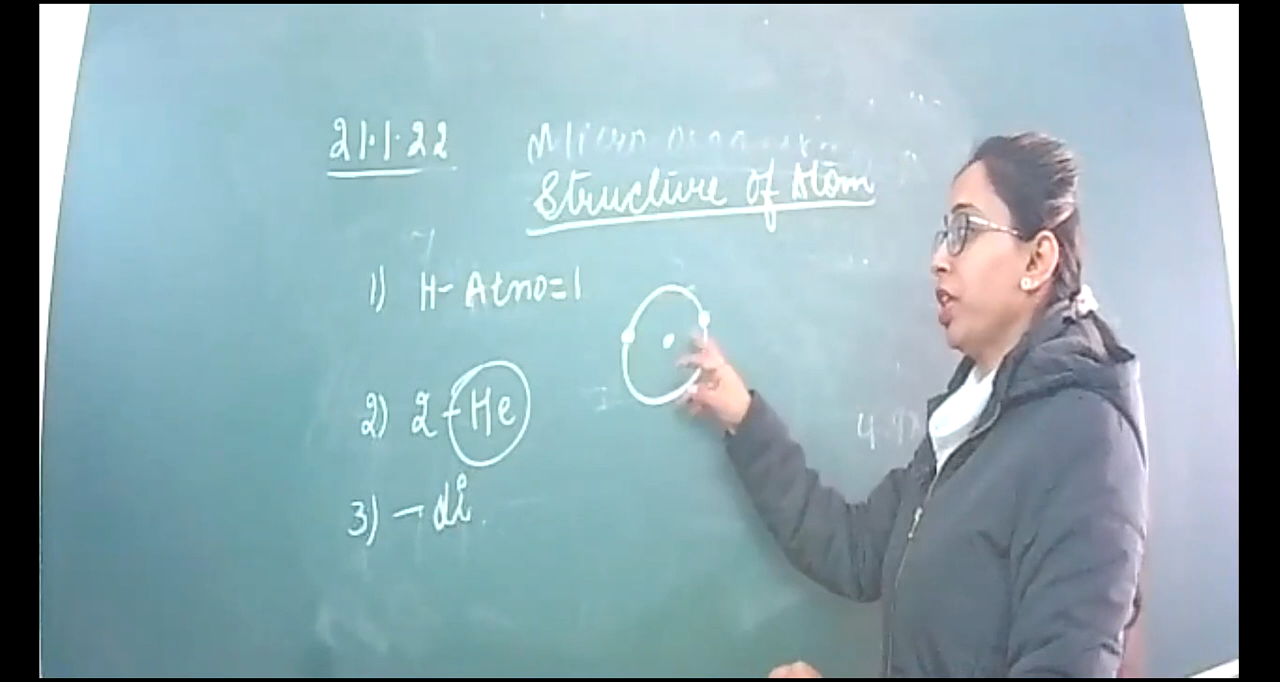 21.1.22
Structure of Atom
1) H- At no=1
2) 2-He
3) - Li